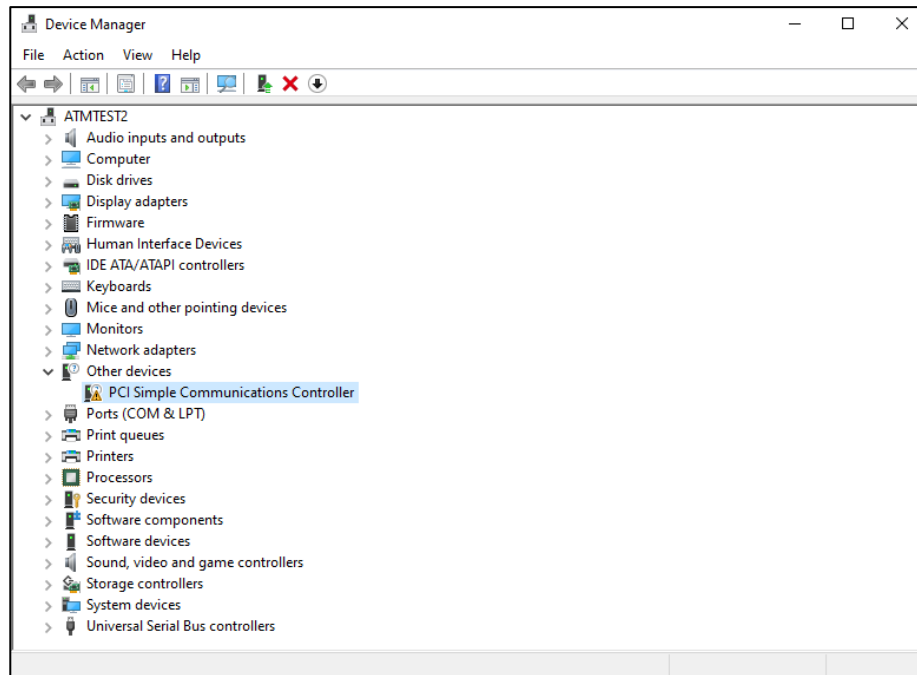 Device Manager
File Action View Help
ATMTEST2
Audio inputs and outputs
Computer
Disk drives
Display adapters
Firmware
Human Interface Devices
IDE ATA/ATAPI controllers
Keyboards
Mice and other pointing devices
Monitors
Network adapters
Other devices
PCI Simple Communications Controller
Ports (COM & LPT)
Print queues
Printers
Processors
Security devices
Software components
Software devices
Sound, video and game controllers
Storage controllers
System devices
Universal Serial Bus controllers